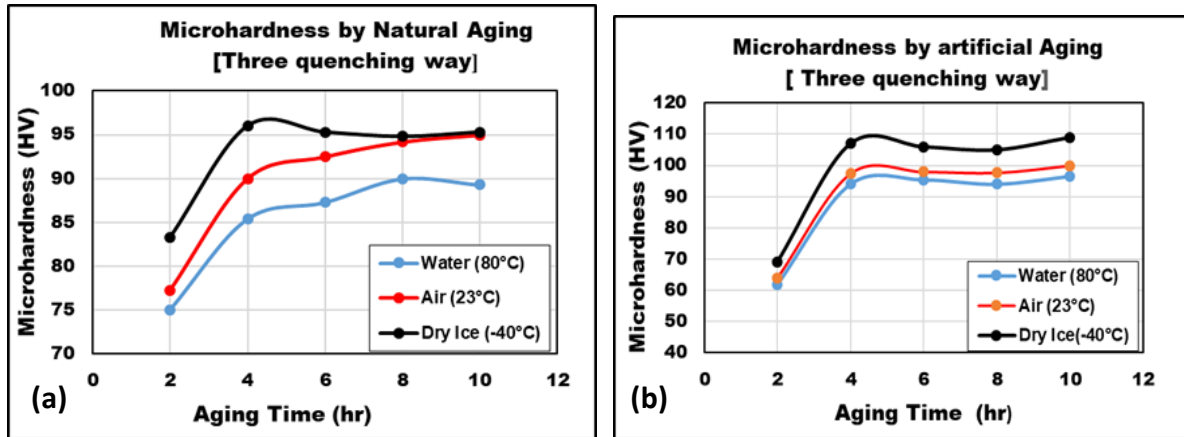 Microhardness by Natural Aging
[Three quenching way]
Microhardness (HV)
100
95
90
85
80
75
70
Water (80°C)
Air (23°C)
Dry Ice (-40°C)
0 2 4 6 8 10 12
Aging Time (hr)
(a)
Microhardness by artificial Aging
[ Three quenching way]
Microhardness (HV)
120
110
100
90
80
70
60
50
40
Water (80°C)
Air (23°C)
Dry Ice(-40°C)
0 2 4 6 8 10 12
Aging Time (hr)
(b)